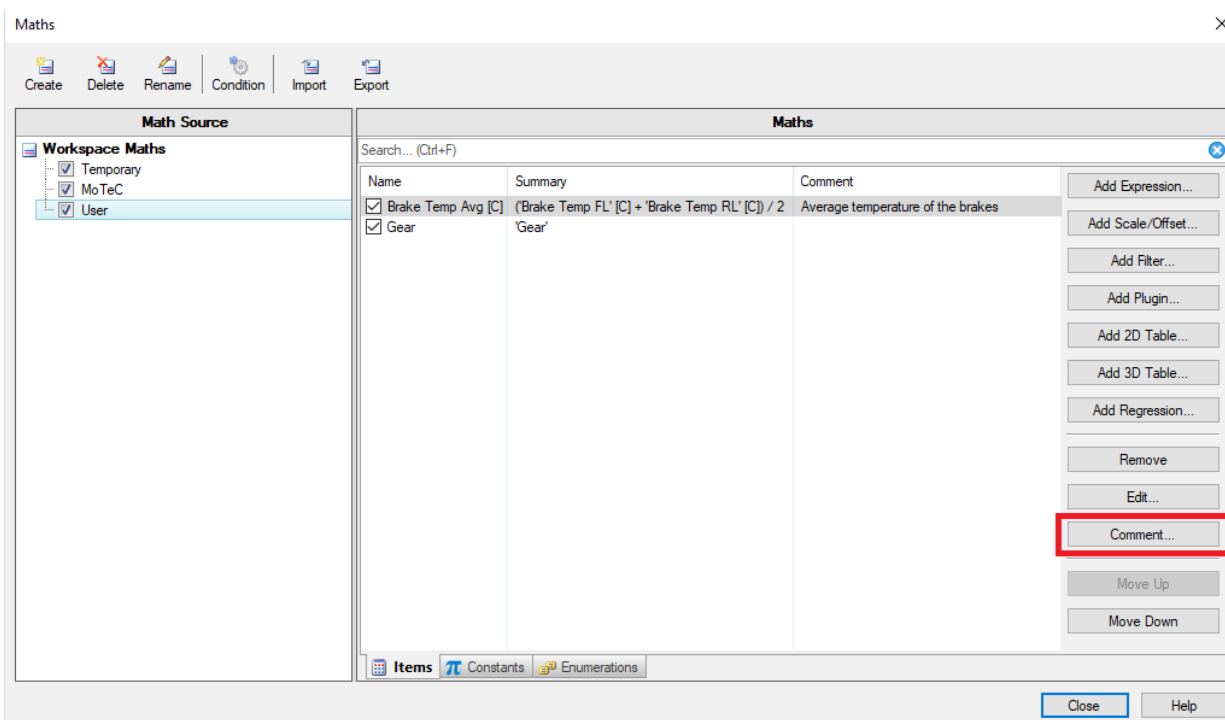 Maths
Create Delete Rename Condition Import Export
Math Source
Workspace Maths
Temporary
MoTeC
User
Maths
Search... (Ctrl+F)
Name Summary Comment
Brake Temp Avg [C] ('Brake Temp FL' [C] + 'Brake Temp RL' [C]) / 2 Average temperature of the brakes
Gear 'Gear'
Add Expression...
Add Scale/Offset...
Add Filter...
Add Plugin...
Add 2D Table...
Add 3D Table...
Add Regression...
Remove
Edit...
Comment...
Move Up
Move Down
Items Constants Enumerations
Close Help